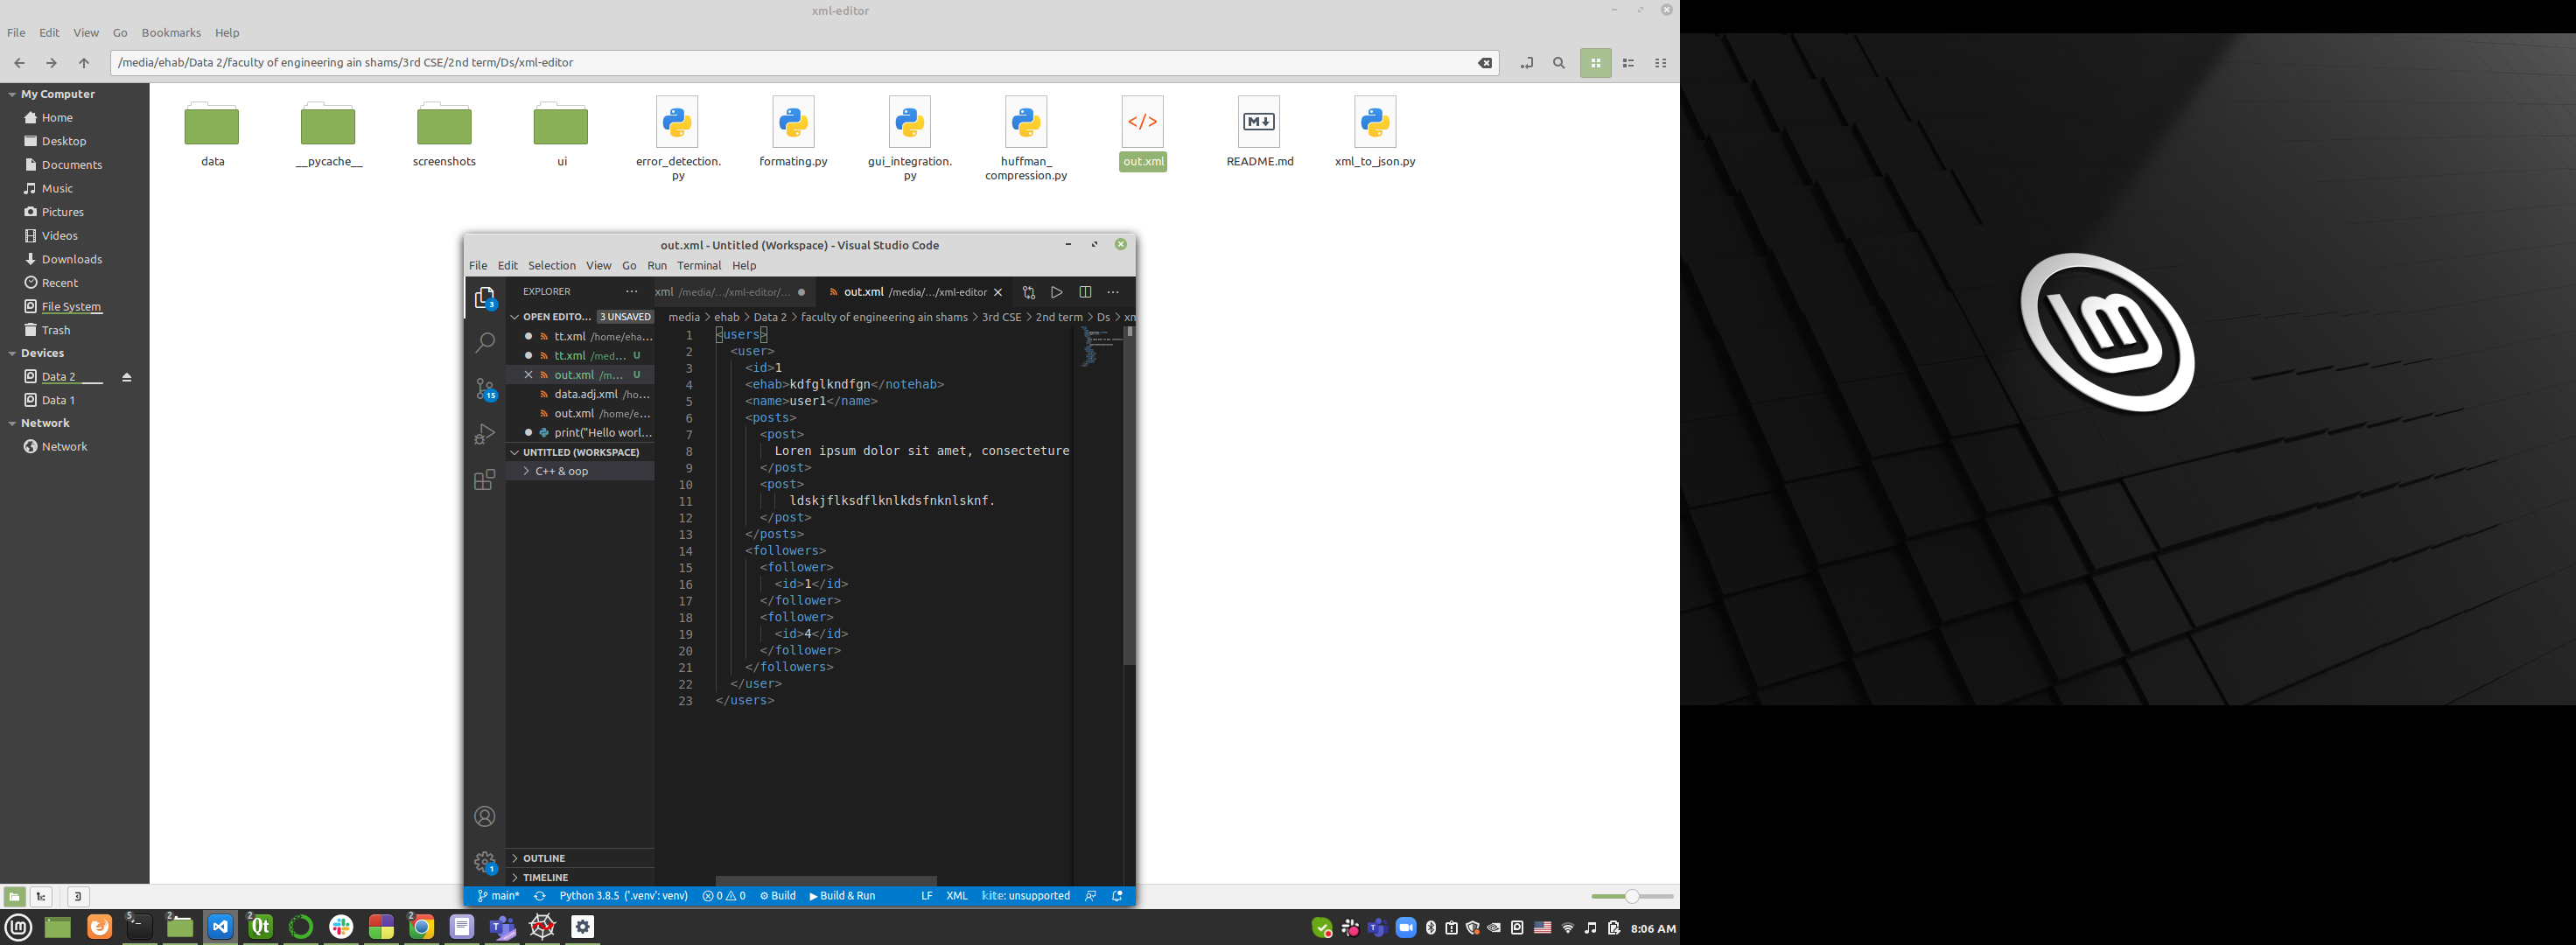 xml-editor
File Edit View Go Bookmarks Help
/media/ehab/Data 2/faculty of engineering ain shams/3rd CSE/2nd term/Ds/xml-editor
My Computer
Home
Desktop
Documents
Music
Pictures
Videos
Downloads
Recent
File System
Trash
Devices
Data 2
Data 1
Network
Network
data
__pycache__
screenshots
ui
error_detection.
py
formating.py
gui_integration.
py
huffman_
compression.py
out.xml
README.md
xml_to_json.py
out.xml - Untitled (Workspace) - Visual Studio Code
File Edit Selection View Go Run Terminal Help
EXPLORER ···
xml /media/.../xml-editor/...
out.xml /media/.../xml-editor
OPEN EDITO... 3 UNSAVED
tt.xml /home/eha...
tt.xml /med... U
out.xml /m... U
data.adj.xml /ho...
out.xml /home/e...
print("Hello worl...
UNTITLED (WORKSPACE)
C++ & oop
OUTLINE
TIMELINE
3
15
1
media > ehab > Data 2 > faculty of engineering ain shams > 3rd CSE > 2nd term > Ds > xm
1 <users>
2 <user>
3 <id>1
4 <ehab>kdfglkndfgn</notehab>
5 <name>user1</name>
6 <posts>
7 <post>
8 Loren ipsum dolor sit amet, consecteture
9 </post>
10 <post>
11 ldskjflksdflknlkdsfnknlsknf.
12 </post>
13 </posts>
14 <followers>
15 <follower>
16 <id>1</id>
17 </follower>
18 <follower>
19 <id>4</id>
20 </follower>
21 </followers>
22 </user>
23 </users>
main* Python 3.8.5 ('.venv': venv) 0 0 Build Build & Run LF XML kite: unsupported
5 2 2 Qt 2
8:06 AM